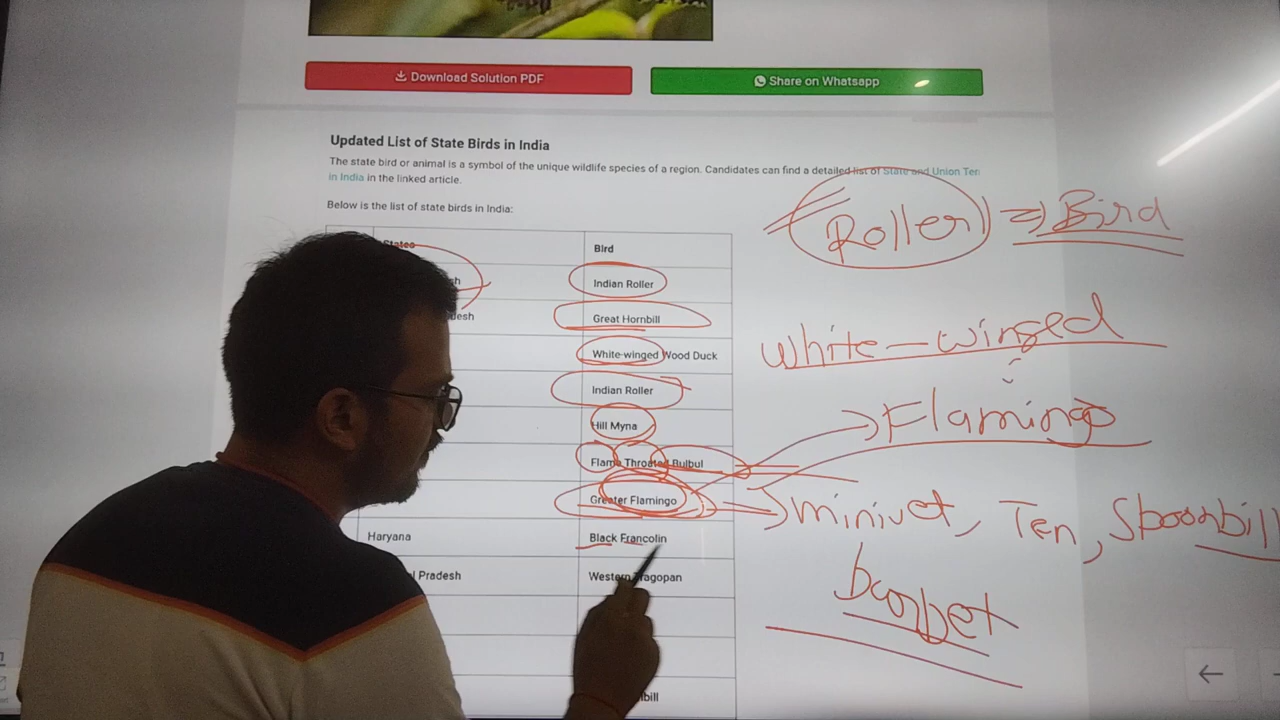 Download Solution PDF
Share on Whatsapp
Updated List of State Birds in India
The state bird or animal is a symbol of the unique wildlife species of a region. Candidates can find a detailed list of State and Union Ter
in India in the linked article.
Below is the list of state birds in India:
States Bird
sh Indian Roller
desh Great Hornbill
White-winged Wood Duck
Indian Roller
Hill Myna
Flame Throated Bulbul
Greater Flamingo
Haryana Black Francolin
l Pradesh Western Tragopan
bill
Roller => Bird
White-winged
Flamingo
minivet, Ten, Spoonbill